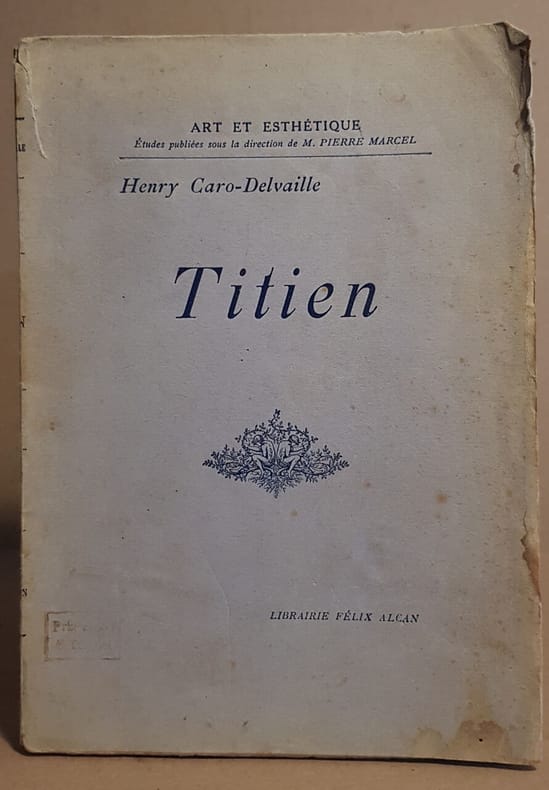 ART ET ESTHÉTIQUE
Études publiées sous la direction de M. PIERRE MARCEL
Henry Caro-Delvaille
Titien
LIBRAIRIE FÉLIX ALCAN